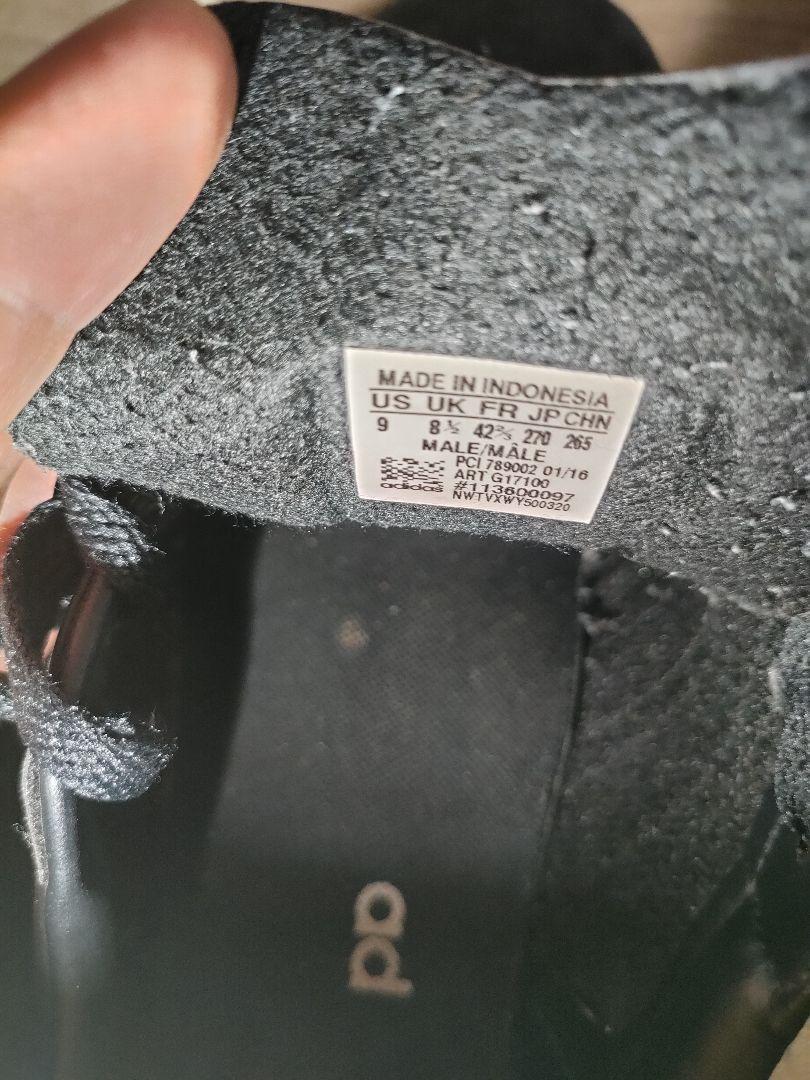 MADE IN INDONESIA
US UK FR JP CHN
9 8½ 42⅔ 270 265
MALE/MÂLE
PCI 789002 01/16
ART G17100
adidas #113600097
NWTVXWY500320
ad